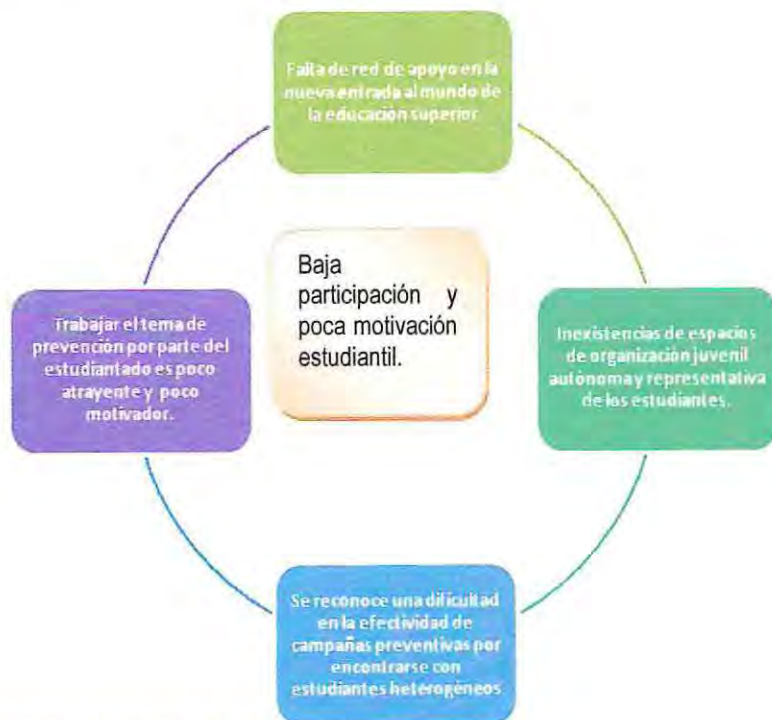 Falta de red de apoyo en la
nueva entrada al mundo de
la educación superior
Baja
participación y
poca motivación
estudiantil.
Trabajar el tema de
prevención por parte del
estudiantado es poco
atrayente y poco
motivador.
Inexistencias de espacios
de organización juvenil
autónoma y representativa
de los estudiantes.
Se reconoce una dificultad
en la efectividad de
campañas preventivas por
encontrarse con
estudiantes heterogéneos